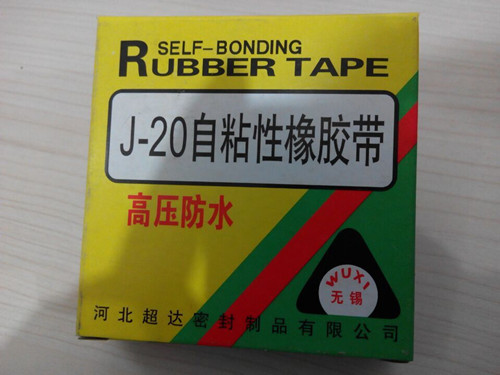 SELF-BONDING
RUBBER TAPE
J-20自粘性橡胶带
高压防水
WUXI
无锡
河北超达密封制品有限公司